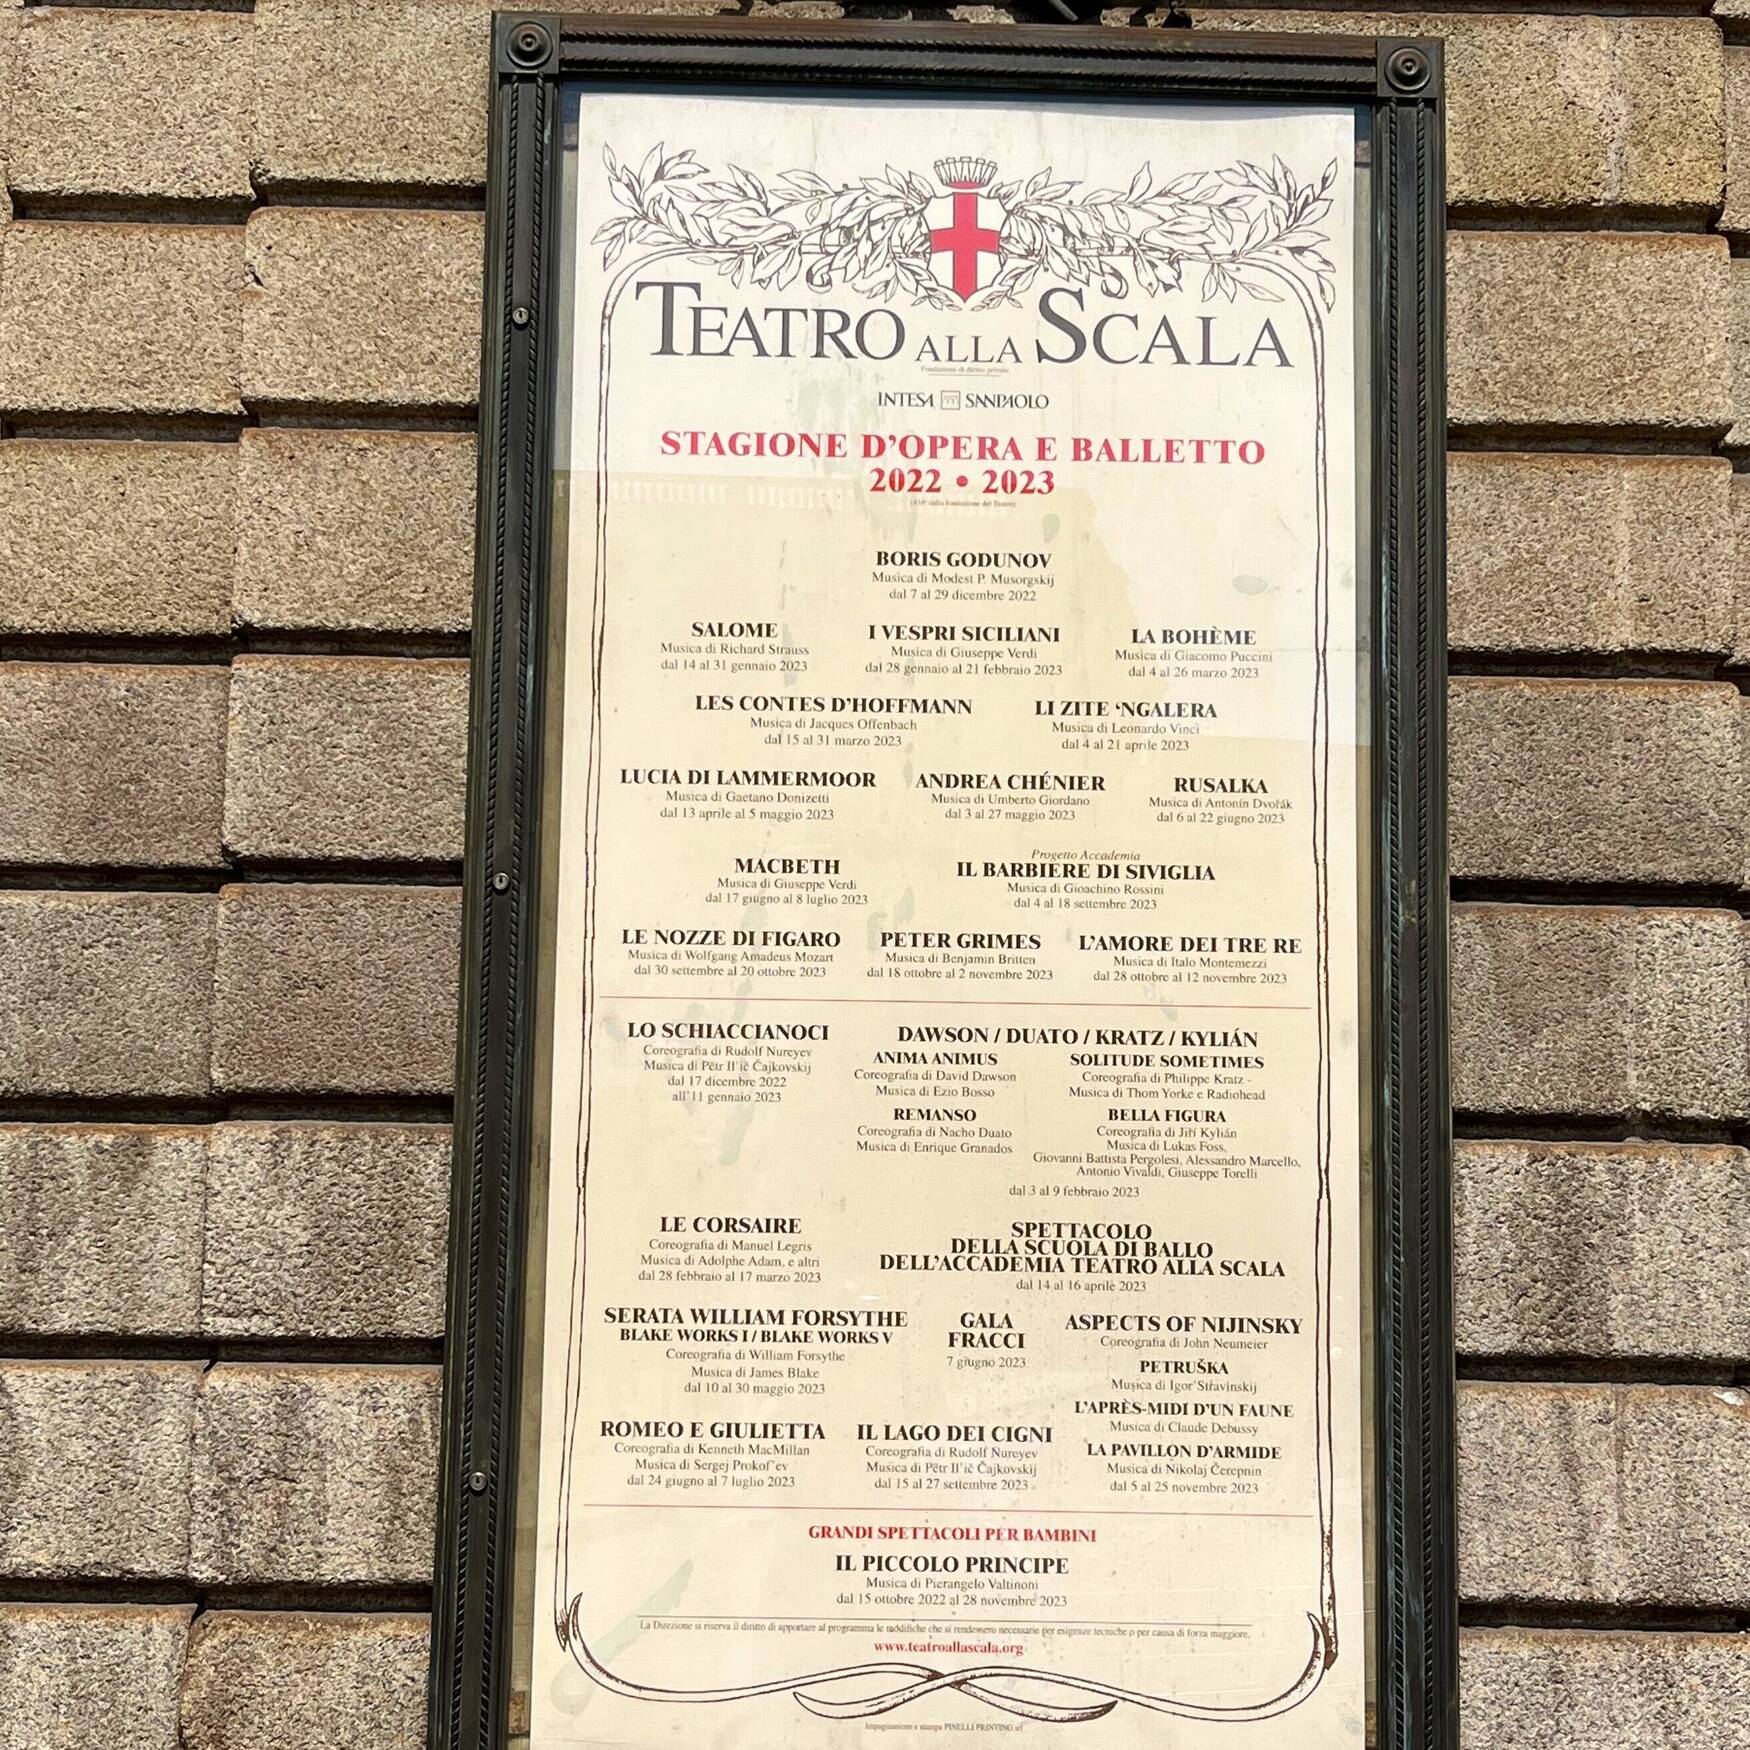 TEATRO ALLA SCALA
Fondazione di diritto privato
INTESA SANPAOLO
STAGIONE D'OPERA E BALLETTO
2022 • 2023
(434ª dalla fondazione del Teatro)
BORIS GODUNOV
Musica di Modest P. Musorgskij
dal 7 al 29 dicembre 2022
SALOME
Musica di Richard Strauss
dal 14 al 31 gennaio 2023
I VESPRI SICILIANI
Musica di Giuseppe Verdi
dal 28 gennaio al 21 febbraio 2023
LA BOHÈME
Musica di Giacomo Puccini
dal 4 al 26 marzo 2023
LES CONTES D'HOFFMANN
Musica di Jacques Offenbach
dal 15 al 31 marzo 2023
LI ZITE ‘NGALERA
Musica di Leonardo Vinci
dal 4 al 21 aprile 2023
LUCIA DI LAMMERMOOR
Musica di Gaetano Donizetti
dal 13 aprile al 5 maggio 2023
ANDREA CHÉNIER
Musica di Umberto Giordano
dal 3 al 27 maggio 2023
RUSALKA
Musica di Antonín Dvořák
dal 6 al 22 giugno 2023
MACBETH
Musica di Giuseppe Verdi
dal 17 giugno al 8 luglio 2023
Progetto Accademia
IL BARBIERE DI SIVIGLIA
Musica di Gioachino Rossini
dal 4 al 18 settembre 2023
LE NOZZE DI FIGARO
Musica di Wolfgang Amadeus Mozart
dal 30 settembre al 20 ottobre 2023
PETER GRIMES
Musica di Benjamin Britten
dal 18 ottobre al 2 novembre 2023
L'AMORE DEI TRE RE
Musica di Italo Montemezzi
dal 28 ottobre al 12 novembre 2023
LO SCHIACCIANOCI
Coreografia di Rudolf Nureyev
Musica di Pëtr Il'ič Čajkovskij
dal 17 dicembre 2022
all'11 gennaio 2023
DAWSON / DUATO / KRATZ / KYLIÁN
ANIMA ANIMUS
Coreografia di David Dawson
Musica di Ezio Bosso
SOLITUDE SOMETIMES
Coreografia di Philippe Kratz -
Musica di Thom Yorke e Radiohead
REMANSO
Coreografia di Nacho Duato
Musica di Enrique Granados
BELLA FIGURA
Coreografia di Jiří Kylián
Musica di Lukas Foss,
Giovanni Battista Pergolesi, Alessandro Marcello,
Antonio Vivaldi, Giuseppe Torelli
dal 3 al 9 febbraio 2023
LE CORSAIRE
Coreografia di Manuel Legris
Musica di Adolphe Adam, e altri
dal 28 febbraio al 17 marzo 2023
SPETTACOLO
DELLA SCUOLA DI BALLO
DELL'ACCADEMIA TEATRO ALLA SCALA
dal 14 al 16 aprile 2023
SERATA WILLIAM FORSYTHE
BLAKE WORKS I / BLAKE WORKS V
Coreografia di William Forsythe
Musica di James Blake
dal 10 al 30 maggio 2023
GALA
FRACCI
7 giugno 2023
ASPECTS OF NIJINSKY
Coreografia di John Neumeier
PETRUŠKA
Musica di Igor'Stravinskij
L'APRÈS-MIDI D'UN FAUNE
Musica di Claude Debussy
LA PAVILLON D'ARMIDE
Musica di Nikolaj Čerepnin
dal 5 al 25 novembre 2023
ROMEO E GIULIETTA
Coreografia di Kenneth MacMillan
Musica di Sergej Prokof'ev
dal 24 giugno al 7 luglio 2023
IL LAGO DEI CIGNI
Coreografia di Rudolf Nureyev
Musica di Pëtr Il'ič Čajkovskij
dal 15 al 27 settembre 2023
GRANDI SPETTACOLI PER BAMBINI
IL PICCOLO PRINCIPE
Musica di Pierangelo Valtinoni
dal 15 ottobre 2022 al 28 novembre 2023
La Direzione si riserva il diritto di apportare al programma le modifiche che si rendessero necessarie per esigenze tecniche o per causa di forza maggiore.
www.teatroallascala.org
Impaginazione e stampa PINELLI PRINTING srl